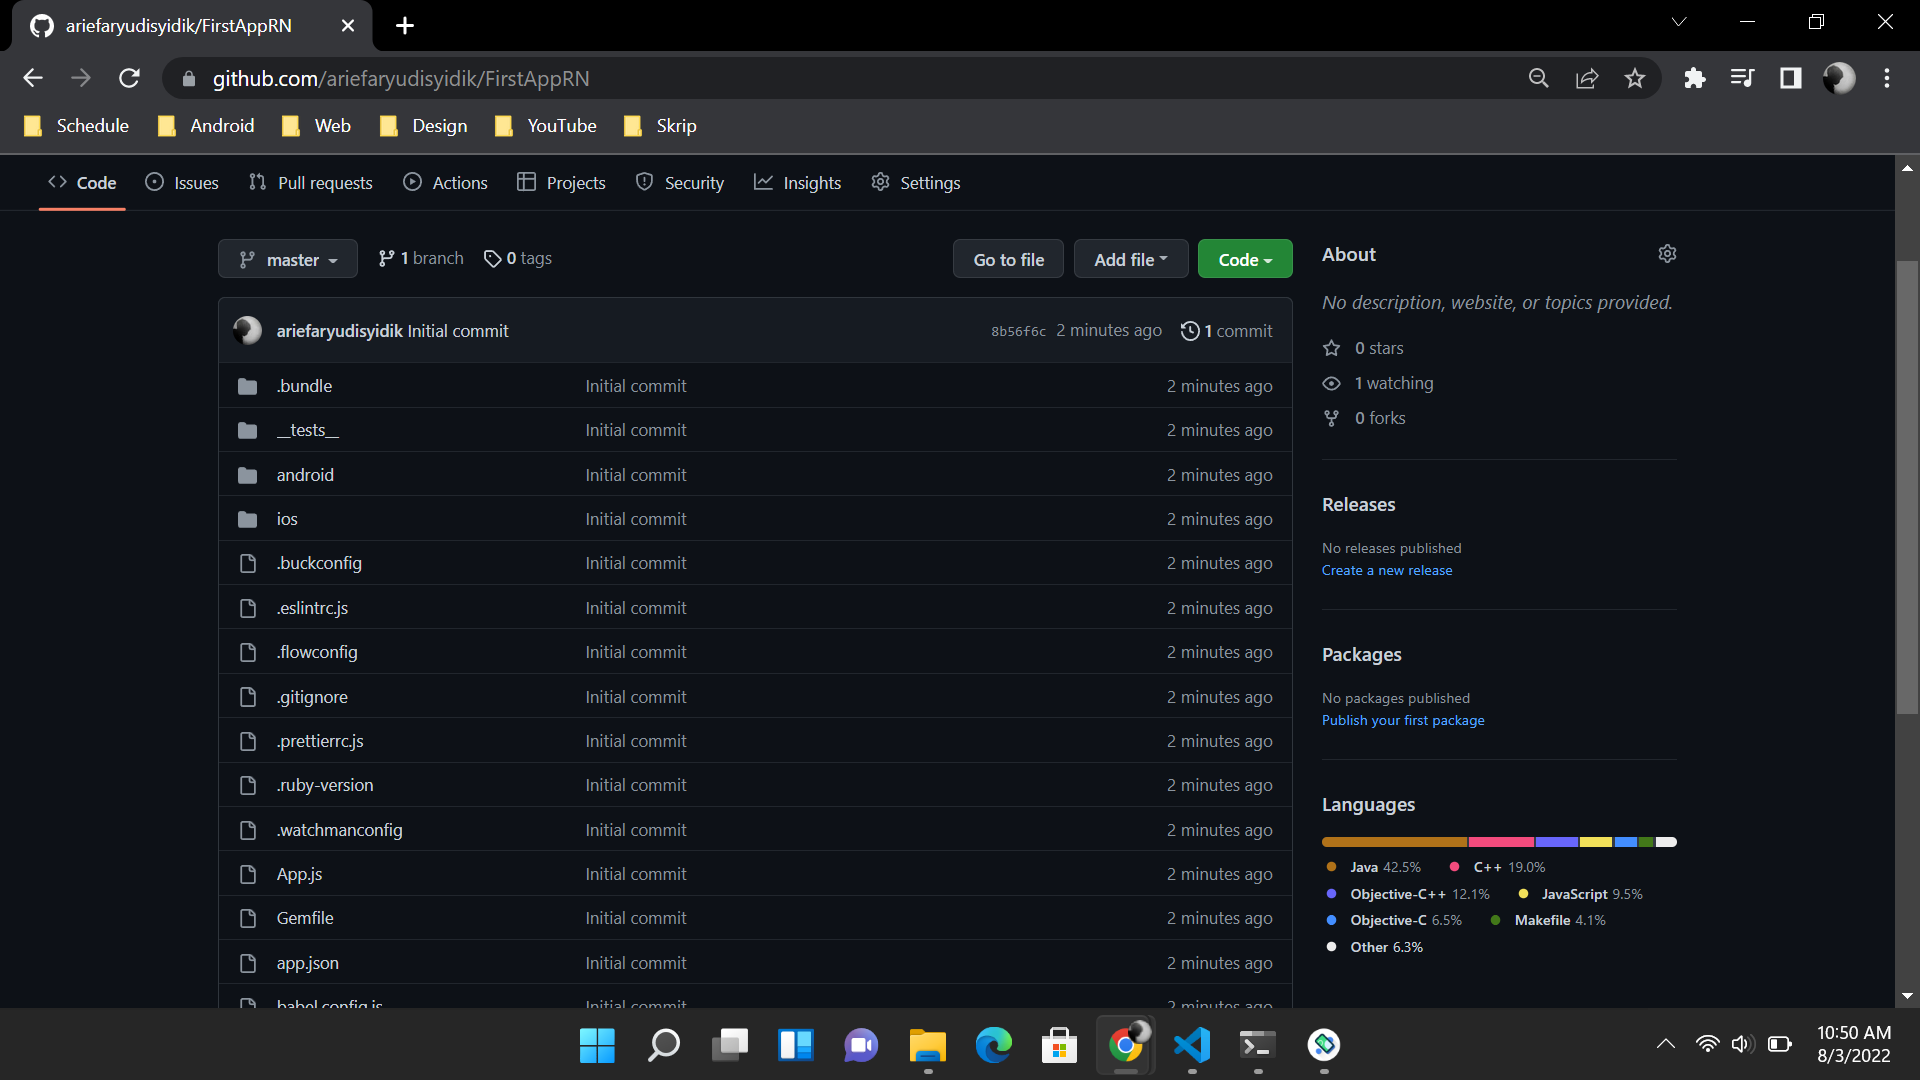 ariefaryudisyidik/FirstAppRN
github.com/ariefaryudisyidik/FirstAppRN
Schedule Android Web Design YouTube Skrip
Code Issues Pull requests Actions Projects Security Insights Settings
master 1 branch 0 tags Go to file Add file Code
ariefaryudisyidik Initial commit 8b56f6c 2 minutes ago 1 commit
.bundle Initial commit 2 minutes ago
__tests__ Initial commit 2 minutes ago
android Initial commit 2 minutes ago
ios Initial commit 2 minutes ago
.buckconfig Initial commit 2 minutes ago
.eslintrc.js Initial commit 2 minutes ago
.flowconfig Initial commit 2 minutes ago
.gitignore Initial commit 2 minutes ago
.prettierrc.js Initial commit 2 minutes ago
.ruby-version Initial commit 2 minutes ago
.watchmanconfig Initial commit 2 minutes ago
App.js Initial commit 2 minutes ago
Gemfile Initial commit 2 minutes ago
app.json Initial commit 2 minutes ago
babel.config.js Initial commit 2 minutes ago
About
No description, website, or topics provided.
0 stars
1 watching
0 forks
Releases
No releases published
Create a new release
Packages
No packages published
Publish your first package
Languages
Java 42.5% C++ 19.0%
Objective-C++ 12.1% JavaScript 9.5%
Objective-C 6.5% Makefile 4.1%
Other 6.3%
10:50 AM
8/3/2022